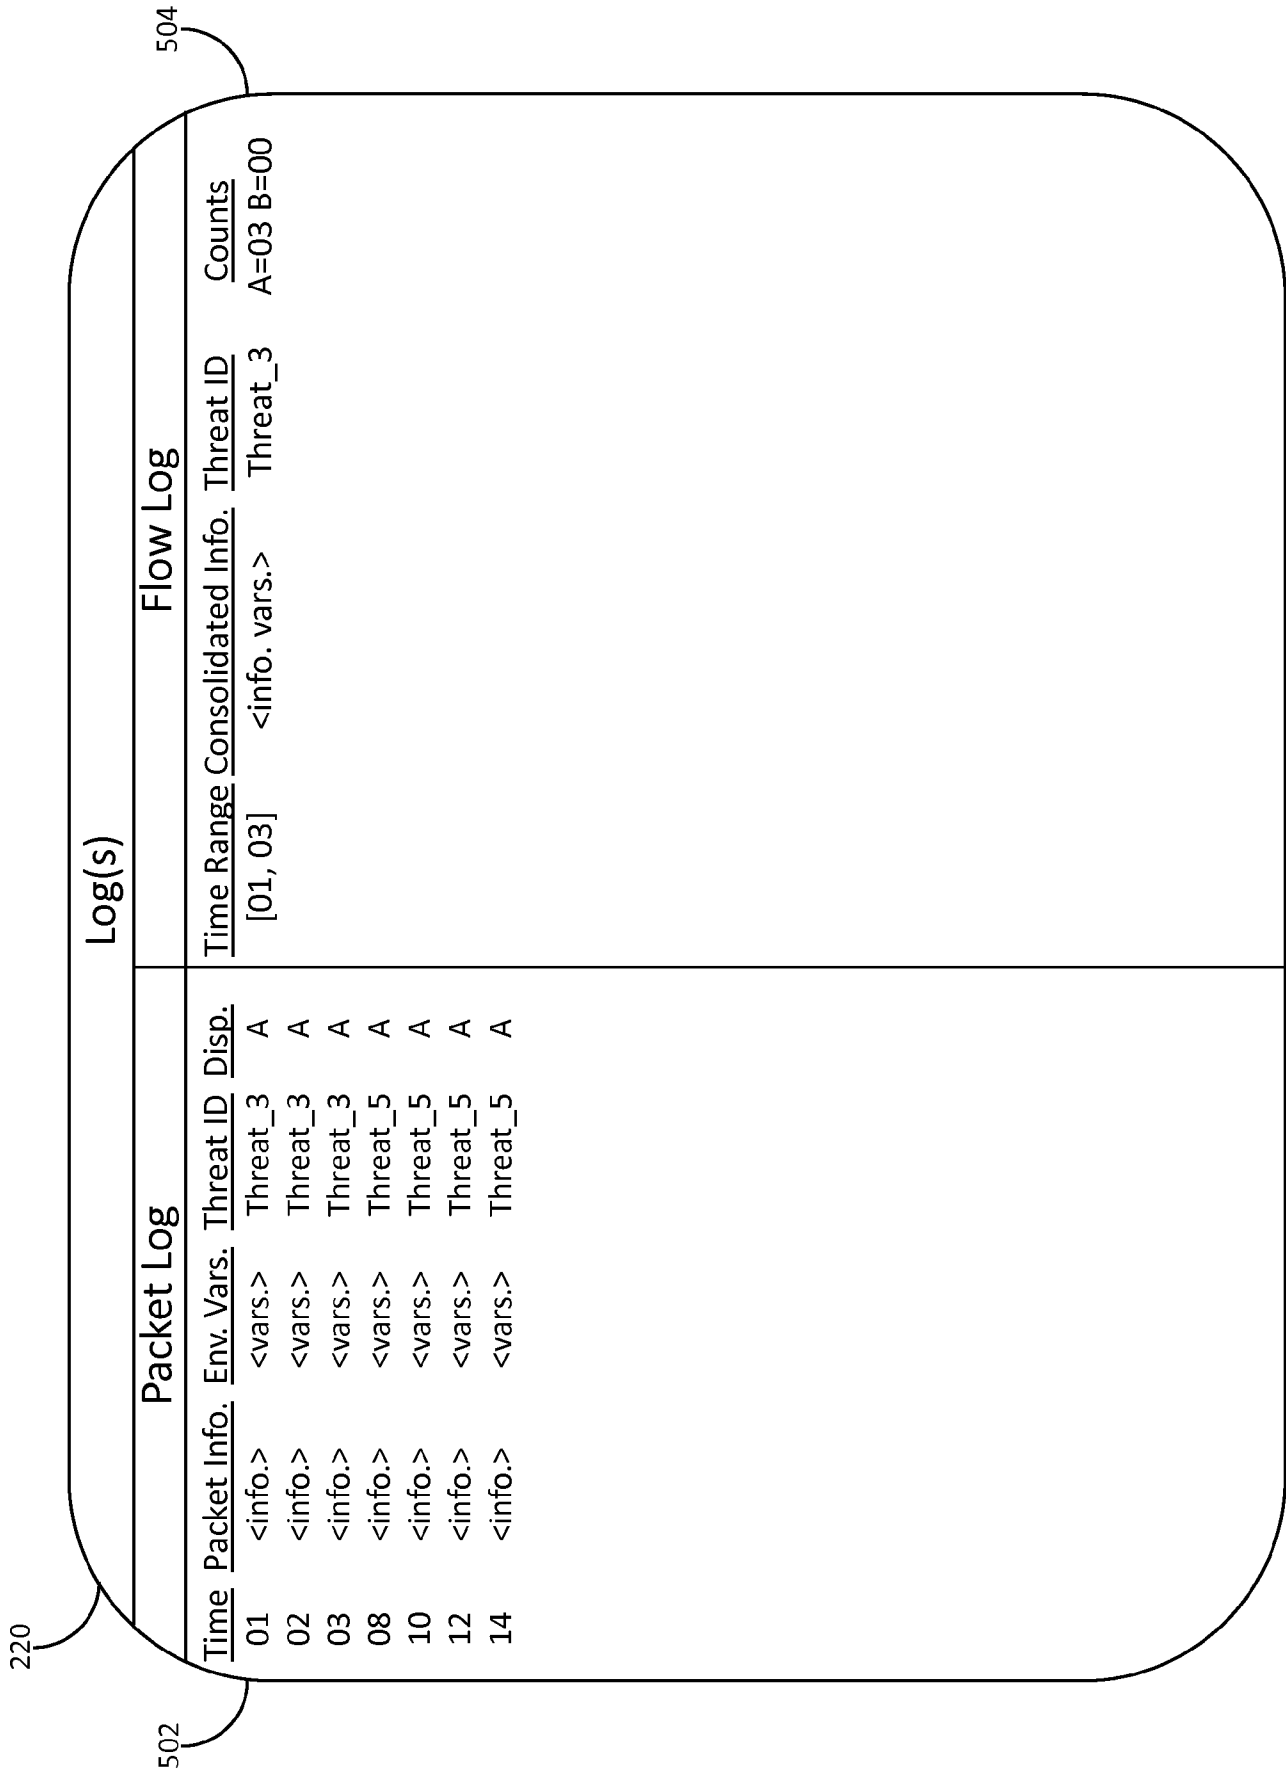 220
Log(s)
502
Packet Log
Time Packet Info. Env. Vars. Threat ID Disp.
01 <info.> <vars.> Threat_3 A
02 <info.> <vars.> Threat_3 A
03 <info.> <vars.> Threat_3 A
08 <info.> <vars.> Threat_5 A
10 <info.> <vars.> Threat_5 A
12 <info.> <vars.> Threat_5 A
14 <info.> <vars.> Threat_5 A
504
Flow Log
Time Range Consolidated Info. Threat ID Counts
[01, 03] <info. vars.> Threat_3 A=03 B=00